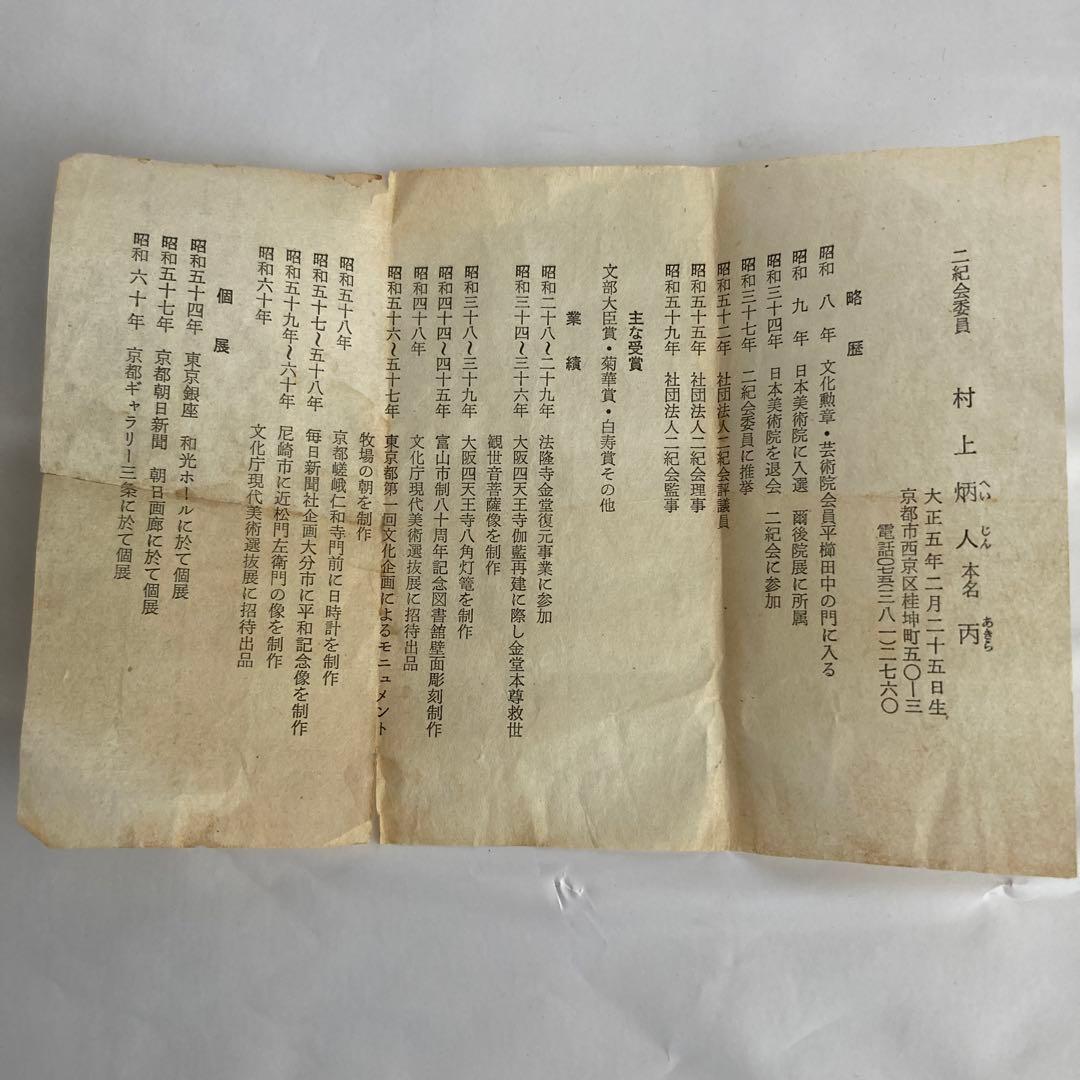 二紀会委員　村上炳人　本名　丙
へい　じん　あきら
大正五年二月二十五日生
京都市西京区桂坤町五〇ー三
電話〇七五(三八一)二七六〇
略歴
昭和八年　文化勲章・芸術院会員平櫛田中の門に入る
昭和九年　日本美術院に入選　爾後院展に所属
昭和三十四年　日本美術院を退会　二紀会に参加
昭和三十七年　二紀会委員に推挙
昭和五十二年　社団法人二紀会評議員
昭和五十五年　社団法人二紀会理事
昭和五十九年　社団法人二紀会監事
主な受賞
文部大臣賞・菊華賞・白寿賞その他
業績
昭和二十八〜二十九年　法隆寺金堂復元事業に参加
昭和三十四〜三十六年　大阪四天王寺伽藍再建に際し金堂本尊救世
観世音菩薩像を制作
昭和三十八〜三十九年　大阪四天王寺八角灯篭を制作
昭和四十四〜四十五年　富山市制八十周年記念図書館壁面彫刻制作
昭和四十八年　文化庁現代美術選抜展に招待出品
昭和五十六〜五十七年　東京都第一回文化企画によるモニュメント
牧場の朝を制作
昭和五十八年　京都嵯峨仁和寺門前に日時計を制作
昭和五十七〜五十八年　毎日新聞社企画大分市に平和記念像を制作
昭和五十九年〜六十年　尼崎市に近松門左衛門の像を制作
昭和六十年　文化庁現代美術選抜展に招待出品
個展
昭和五十四年　東京銀座　和光ホールに於て個展
昭和五十七年　京都朝日新聞　朝日画廊に於て個展
昭和六十年　京都ギャラリー三条に於て個展